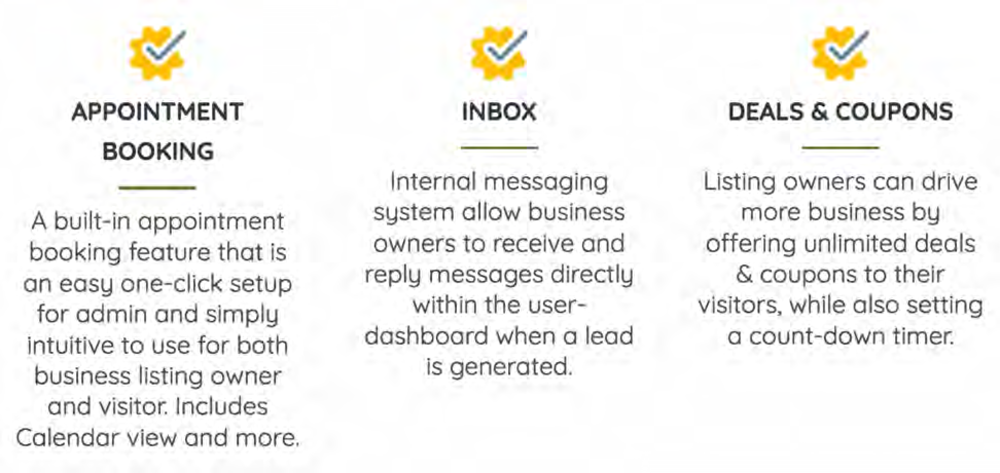 APPOINTMENT
BOOKING
A built-in appointment
booking feature that is
an easy one-click setup
for admin and simply
intuitive to use for both
business listing owner
and visitor. Includes
Calendar view and more.
INBOX
Internal messaging
system allow business
owners to receive and
reply messages directly
within the user-
dashboard when a lead
is generated.
DEALS & COUPONS
Listing owners can drive
more business by
offering unlimited deals
& coupons to their
visitors, while also setting
a count-down timer.